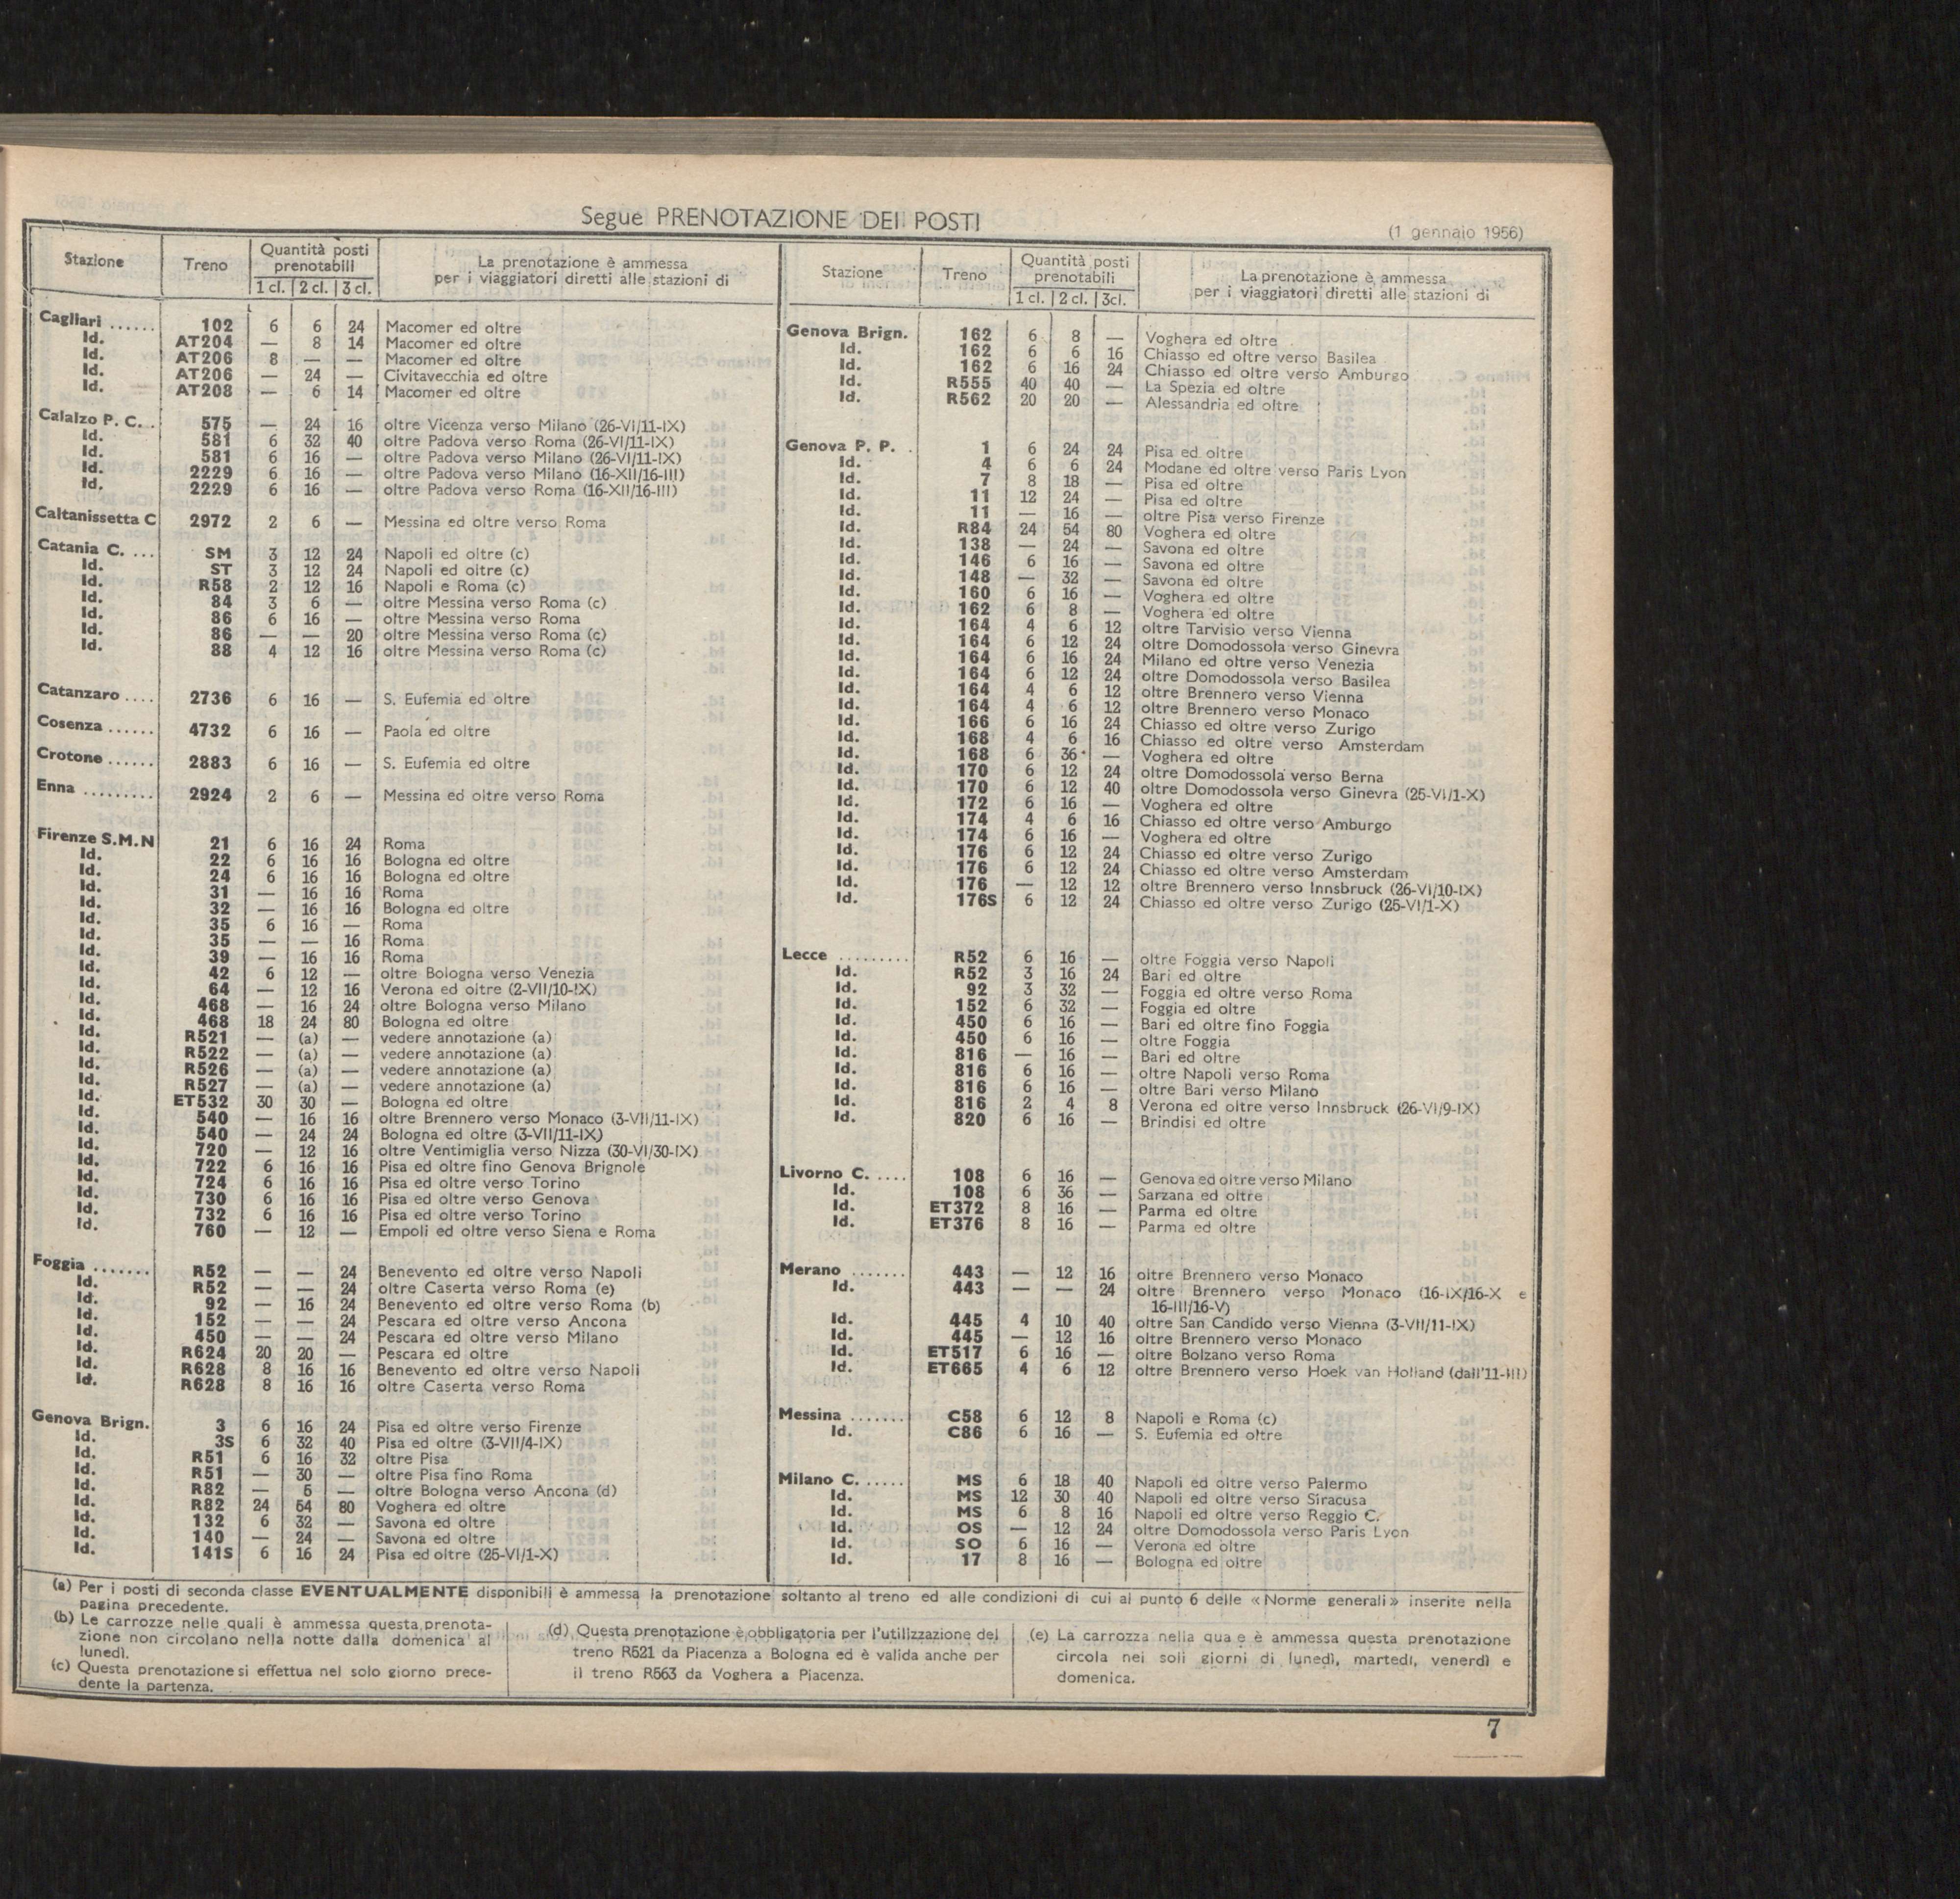 Segue PRENOTAZIONE DEI POSTI
(1 gennaio 1956)
Stazione | Treno | Quantità posti prenotabili 1 cl. | 2 cl. | 3 cl. | La prenotazione è ammessa per i viaggiatori diretti alle stazioni di
Cagliari ...... 102 6 6 24 Macomer ed oltre
Id. AT204 — 8 14 Macomer ed oltre
Id. AT206 8 — — Macomer ed oltre
Id. AT206 — 24 — Civitavecchia ed oltre
Id. AT208 — 6 14 Macomer ed oltre
Calalzo P. C. . 575 — 24 16 oltre Vicenza verso Milano (26-VI/11-IX)
Id. 581 6 32 40 oltre Padova verso Roma (26-VI/11-IX)
Id. 581 6 16 — oltre Padova verso Milano (26-VI/11-IX)
Id. 2229 6 16 — oltre Padova verso Milano (16-XII/16-III)
Id. 2229 6 16 — oltre Padova verso Roma (16-XII/16-III)
Caltanissetta C 2972 2 6 — Messina ed oltre verso Roma
Catania C. ... SM 3 12 24 Napoli ed oltre (c)
Id. ST 3 12 24 Napoli ed oltre (c)
Id. R58 2 12 16 Napoli e Roma (c)
Id. 84 3 6 — oltre Messina verso Roma (c)
Id. 86 6 16 — oltre Messina verso Roma
Id. 86 — — 20 oltre Messina verso Roma (c)
Id. 88 4 12 16 oltre Messina verso Roma (c)
Catanzaro .... 2736 6 16 — S. Eufemia ed oltre
Cosenza ...... 4732 6 16 — Paola ed oltre
Crotone ...... 2883 6 16 — S. Eufemia ed oltre
Enna ......... 2924 2 6 — Messina ed oltre verso Roma
Firenze S.M.N 21 6 16 24 Roma
Id. 22 6 16 16 Bologna ed oltre
Id. 24 6 16 16 Bologna ed oltre
Id. 31 — 16 16 Roma
Id. 32 — 16 16 Bologna ed oltre
Id. 35 6 16 — Roma
Id. 35 — — 16 Roma
Id. 39 — 16 16 Roma
Id. 42 6 12 — oltre Bologna verso Venezia
Id. 64 — 12 16 Verona ed oltre (2-VII/10-IX)
Id. 468 — 16 24 oltre Bologna verso Milano
Id. 468 18 24 80 Bologna ed oltre
Id. R521 — (a) — vedere annotazione (a)
Id. R522 — (a) — vedere annotazione (a)
Id. R526 — (a) — vedere annotazione (a)
Id. R527 — (a) — vedere annotazione (a)
Id. ET532 30 30 — Bologna ed oltre
Id. 540 — 16 16 oltre Brennero verso Monaco (3-VII/11-IX)
Id. 540 — 24 24 Bologna ed oltre (3-VII/11-IX)
Id. 720 — 12 16 oltre Ventimiglia verso Nizza (30-VI/30-IX)
Id. 722 6 16 16 Pisa ed oltre fino Genova Brignole
Id. 724 6 16 16 Pisa ed oltre verso Torino
Id. 730 6 16 16 Pisa ed oltre verso Genova
Id. 732 6 16 16 Pisa ed oltre verso Torino
Id. 760 — 12 — Empoli ed oltre verso Siena e Roma
Foggia ....... R52 — — 24 Benevento ed oltre verso Napoli
Id. R52 — — 24 oltre Caserta verso Roma (e)
Id. 92 — 16 24 Benevento ed oltre verso Roma (b)
Id. 152 — — 24 Pescara ed oltre verso Ancona
Id. 450 — — 24 Pescara ed oltre verso Milano
Id. R624 20 20 — Pescara ed oltre
Id. R628 8 16 16 Benevento ed oltre verso Napoli
Id. R628 8 16 16 oltre Caserta verso Roma
Genova Brign. 3 6 16 24 Pisa ed oltre verso Firenze
Id. 3S 6 32 40 Pisa ed oltre (3-VII/4-IX)
Id. R51 6 16 32 oltre Pisa
Id. R51 — 30 — oltre Pisa fino Roma
Id. R82 — 6 — oltre Bologna verso Ancona (d)
Id. R82 24 54 80 Voghera ed oltre
Id. 132 6 32 — Savona ed oltre
Id. 140 — 24 — Savona ed oltre
Id. 141S 6 16 24 Pisa ed oltre (25-VI/1-X)
Stazione | Treno | Quantità posti prenotabili 1 cl. | 2 cl. | 3cl. | La prenotazione è ammessa per i viaggiatori diretti alle stazioni di
Genova Brign. 162 6 8 — Voghera ed oltre
Id. 162 6 6 16 Chiasso ed oltre verso Basilea
Id. 162 6 16 24 Chiasso ed oltre verso Amburgo
Id. R555 40 40 — La Spezia ed oltre
Id. R562 20 20 — Alessandria ed oltre
Genova P. P. . 1 6 24 24 Pisa ed oltre
Id. 4 6 6 24 Modane ed oltre verso Paris Lyon
Id. 7 8 18 — Pisa ed oltre
Id. 11 12 24 — Pisa ed oltre
Id. 11 — 16 — oltre Pisa verso Firenze
Id. R84 24 54 80 Voghera ed oltre
Id. 138 — 24 — Savona ed oltre
Id. 146 6 16 — Savona ed oltre
Id. 148 — 32 — Savona ed oltre
Id. 160 6 16 — Voghera ed oltre
Id. 162 6 8 — Voghera ed oltre
Id. 164 4 6 12 oltre Tarvisio verso Vienna
Id. 164 6 12 24 oltre Domodossola verso Ginevra
Id. 164 6 16 24 Milano ed oltre verso Venezia
Id. 164 6 12 24 oltre Domodossola verso Basilea
Id. 164 4 6 12 oltre Brennero verso Vienna
Id. 164 4 6 12 oltre Brennero verso Monaco
Id. 166 6 16 24 Chiasso ed oltre verso Zurigo
Id. 168 4 6 16 Chiasso ed oltre verso Amsterdam
Id. 168 6 36 — Voghera ed oltre
Id. 170 6 12 24 oltre Domodossola verso Berna
Id. 170 6 12 40 oltre Domodossola verso Ginevra (25-VI/1-X)
Id. 172 6 16 — Voghera ed oltre
Id. 174 4 6 16 Chiasso ed oltre verso Amburgo
Id. 174 6 16 — Voghera ed oltre
Id. 176 6 12 24 Chiasso ed oltre verso Zurigo
Id. 176 6 12 24 Chiasso ed oltre verso Amsterdam
Id. 176 — 12 12 oltre Brennero verso Innsbruck (26-VI/10-IX)
Id. 176S 6 12 24 Chiasso ed oltre verso Zurigo (25-VI/1-X)
Lecce ......... R52 6 16 — oltre Foggia verso Napoli
Id. R52 3 16 24 Bari ed oltre
Id. 92 3 32 — Foggia ed oltre verso Roma
Id. 152 6 32 — Foggia ed oltre
Id. 450 6 16 — Bari ed oltre fino Foggia
Id. 450 6 16 — oltre Foggia
Id. 816 — 16 — Bari ed oltre
Id. 816 6 16 — oltre Napoli verso Roma
Id. 816 6 16 — oltre Bari verso Milano
Id. 816 2 4 8 Verona ed oltre verso Innsbruck (26-VI/9-IX)
Id. 820 6 16 — Brindisi ed oltre
Livorno C. .... 108 6 16 — Genova ed oltre verso Milano
Id. 108 6 36 — Sarzana ed oltre
Id. ET372 8 16 — Parma ed oltre
Id. ET376 8 16 — Parma ed oltre
Merano ....... 443 — 12 16 oltre Brennero verso Monaco
Id. 443 — — 24 oltre Brennero verso Monaco (16-IX/16-X e
16-III/16-V)
Id. 445 4 10 40 oltre San Candido verso Vienna (3-VII/11-IX)
Id. 445 — 12 16 oltre Brennero verso Monaco
Id. ET517 6 16 — oltre Bolzano verso Roma
Id. ET665 4 6 12 oltre Brennero verso Hoek van Holland (dall'11-III)
Messina ....... C58 6 12 8 Napoli e Roma (c)
Id. C86 6 16 — S. Eufemia ed oltre
Milano C. ..... MS 6 18 40 Napoli ed oltre verso Palermo
Id. MS 12 30 40 Napoli ed oltre verso Siracusa
Id. MS 6 8 16 Napoli ed oltre verso Reggio C.
Id. OS — 12 24 oltre Domodossola verso Paris Lyon
Id. SO 6 16 — Verona ed oltre
Id. 17 8 16 — Bologna ed oltre
(a) Per i posti di seconda classe EVENTUALMENTE disponibili è ammessa la prenotazione soltanto al treno ed alle condizioni di cui al punto 6 delle «Norme generali» inserite nella
pagina precedente.
(b) Le carrozze nelle quali è ammessa questa prenota-
zione non circolano nella notte dalla domenica al
lunedì.
(c) Questa prenotazione si effettua nel solo giorno prece-
dente la partenza.
(d) Questa prenotazione è obbligatoria per l'utilizzazione del
treno R521 da Piacenza a Bologna ed è valida anche per
il treno R563 da Voghera a Piacenza.
(e) La carrozza nella qua e è ammessa questa prenotazione
circola nei soli giorni di lunedì, martedì, venerdì e
domenica.
7